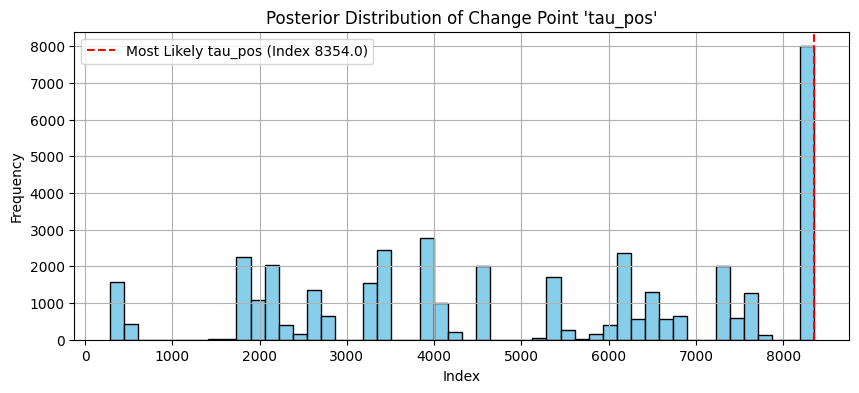 Posterior Distribution of Change Point 'tau_pos'
Most Likely tau_pos (Index 8354.0)
Frequency
8000
7000
6000
5000
4000
3000
2000
1000
0
0 1000 2000 3000 4000 5000 6000 7000 8000
Index